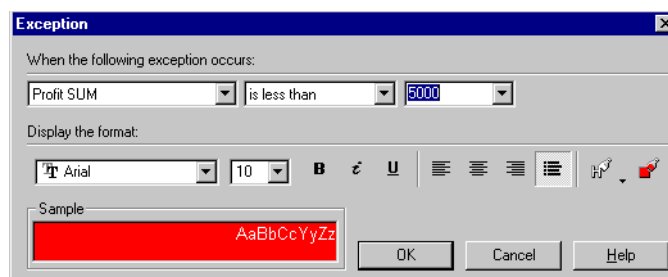 Exception
When the following exception occurs:
Profit SUM is less than 5000
Display the format:
Arial 10 B i U
Sample
AaBbCcYyZz
OK Cancel Help